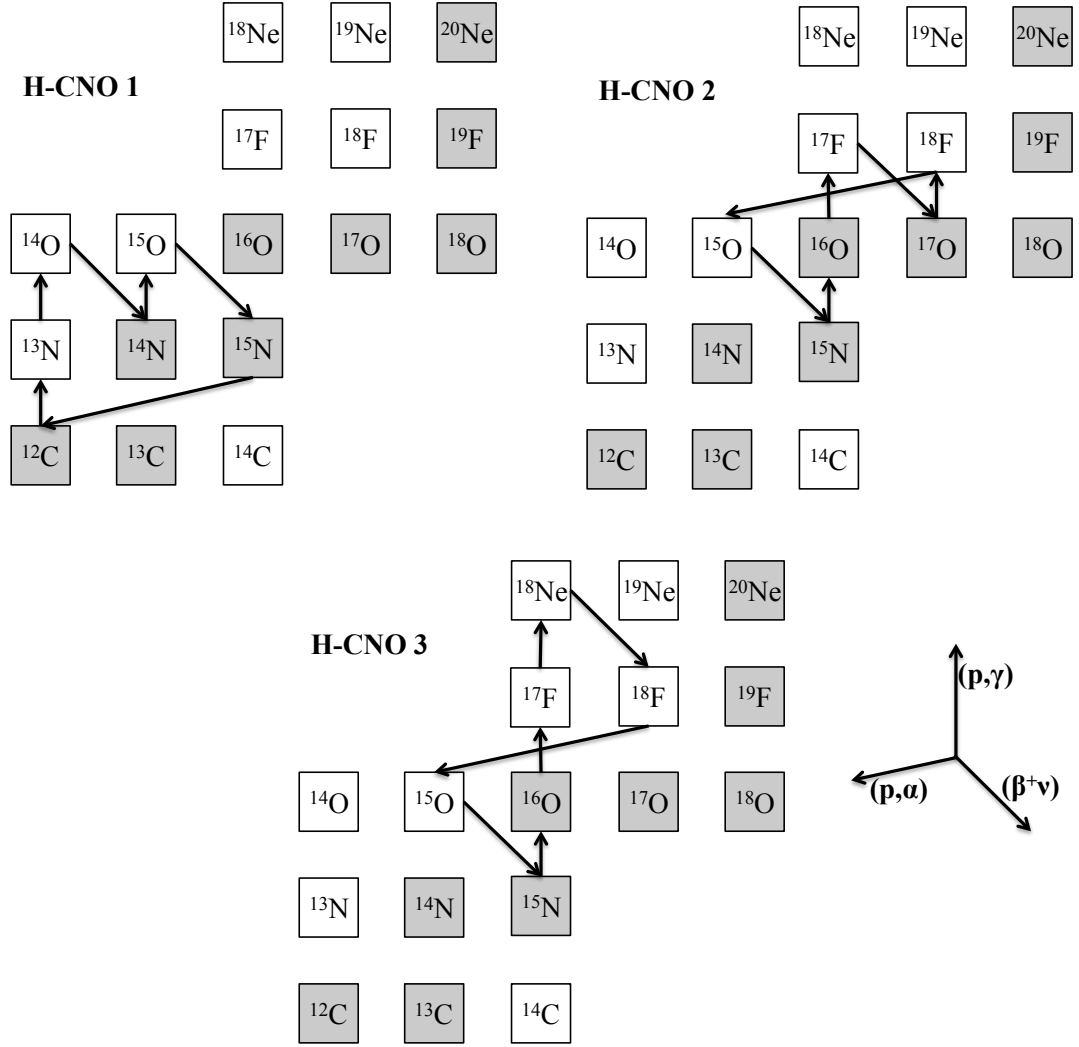 ¹⁸Ne ¹⁹Ne ²⁰Ne
H-CNO 1
¹⁷F ¹⁸F ¹⁹F
¹⁴O ¹⁵O ¹⁶O ¹⁷O ¹⁸O
¹³N ¹⁴N ¹⁵N
¹²C ¹³C ¹⁴C
¹⁸Ne ¹⁹Ne ²⁰Ne
H-CNO 2
¹⁷F ¹⁸F ¹⁹F
¹⁴O ¹⁵O ¹⁶O ¹⁷O ¹⁸O
¹³N ¹⁴N ¹⁵N
¹²C ¹³C ¹⁴C
¹⁸Ne ¹⁹Ne ²⁰Ne
H-CNO 3
¹⁷F ¹⁸F ¹⁹F
¹⁴O ¹⁵O ¹⁶O ¹⁷O ¹⁸O
¹³N ¹⁴N ¹⁵N
¹²C ¹³C ¹⁴C
(p,γ)
(p,α)
(β⁺ν)